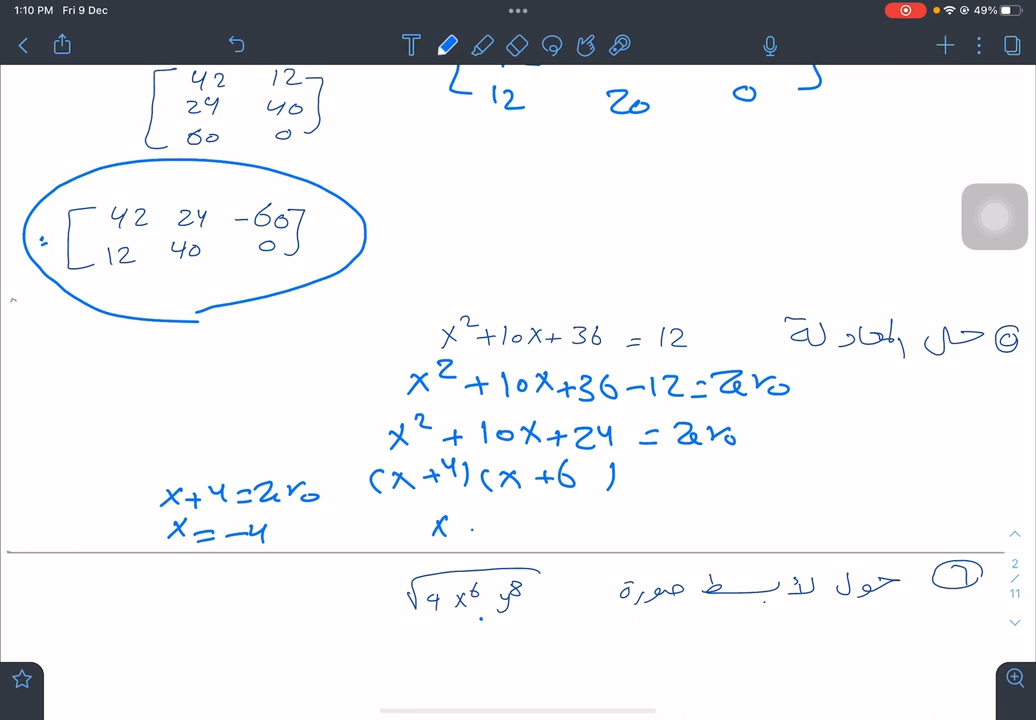 1:10 PM Fri 9 Dec
49%
T
42 12
24 40
60 0
12 20 0
= 42 24 -60
12 40 0
x² + 10x + 36 = 12
حل المعادلة ⑤
x² + 10x + 36 - 12 = Zero
x² + 10x + 24 = Zero
(x + 4) (x + 6 )
x + 4 = Zero
x = -4
x
2
/
11
√4 x⁶ y⁸
حول لأبسط صورة ٦